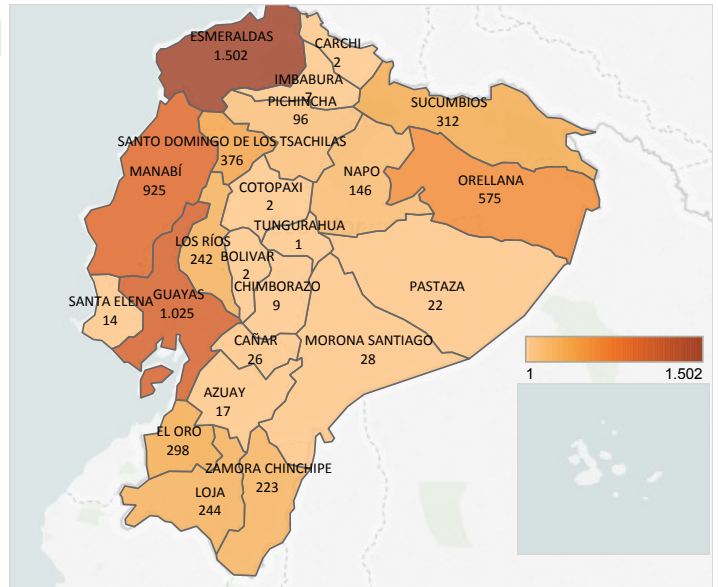 ESMERALDAS
1.502
CARCHI
2
IMBABURA
7
PICHINCHA
96
SUCUMBIOS
312
SANTO DOMINGO DE LOS TSACHILAS
376
MANABÍ
925
NAPO
146
ORELLANA
575
COTOPAXI
2
TUNGURAHUA
1
LOS RÍOS
242
BOLIVAR
2
CHIMBORAZO
9
PASTAZA
22
SANTA ELENA
14
GUAYAS
1.025
CAÑAR
26
MORONA SANTIAGO
28
1 1.502
AZUAY
17
EL ORO
298
ZAMORA CHINCHIPE
223
LOJA
244